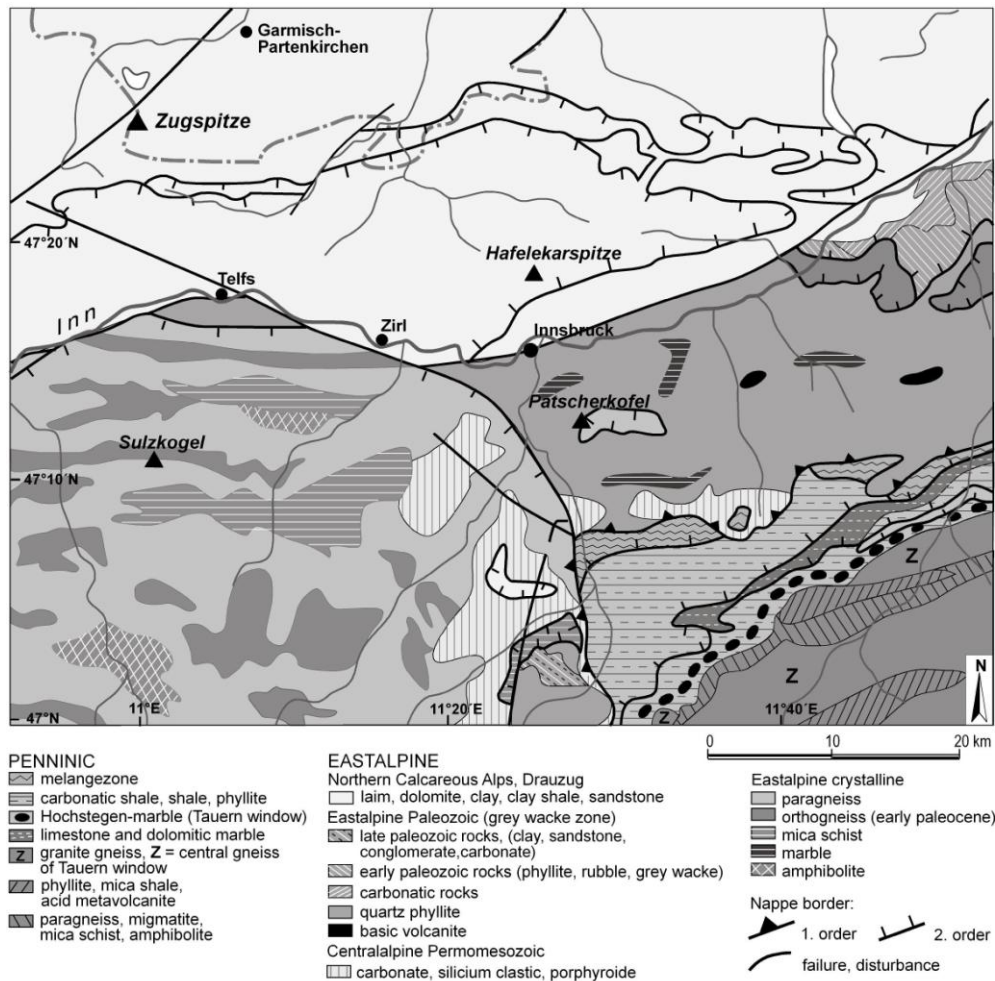 Garmisch-
Partenkirchen
Zugspitze
47°20´N
Hafelekarspitze
Telfs
Inn
Zirl
Innsbruck
Patscherkofel
Sulzkogel
47°10´N
Z
Z
N
47°N
11°E
11°20´E
Z
11°40´E
0 10 20 km
PENNINIC
melangezone
carbonatic shale, shale, phyllite
Hochstegen-marble (Tauern window)
limestone and dolomitic marble
Z granite gneiss, Z = central gneiss
of Tauern window
phyllite, mica shale,
acid metavolcanite
paragneiss, migmatite,
mica schist, amphibolite
EASTALPINE
Northern Calcareous Alps, Drauzug
laim, dolomite, clay, clay shale, sandstone
Eastalpine Paleozoic (grey wacke zone)
late paleozoic rocks, (clay, sandstone,
conglomerate,carbonate)
early paleozoic rocks (phyllite, rubble, grey wacke)
carbonatic rocks
quartz phyllite
basic volcanite
Centralalpine Permomesozoic
carbonate, silicium clastic, porphyroide
Eastalpine crystalline
paragneiss
orthogneiss (early paleocene)
mica schist
marble
amphibolite
Nappe border:
1. order
2. order
failure, disturbance